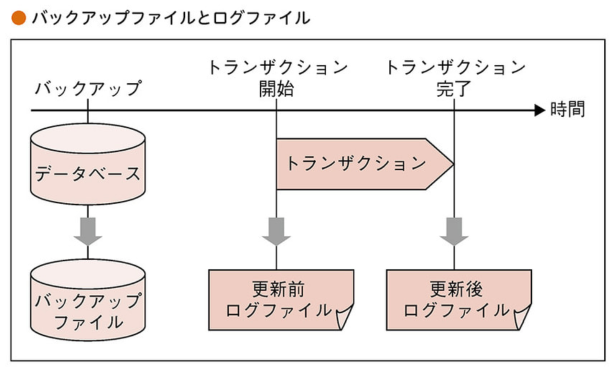 ● バックアップファイルとログファイル
バックアップ
トランザクション
開始
トランザクション
完了
時間
データベース
トランザクション
バックアップ
ファイル
更新前
ログファイル
更新後
ログファイル